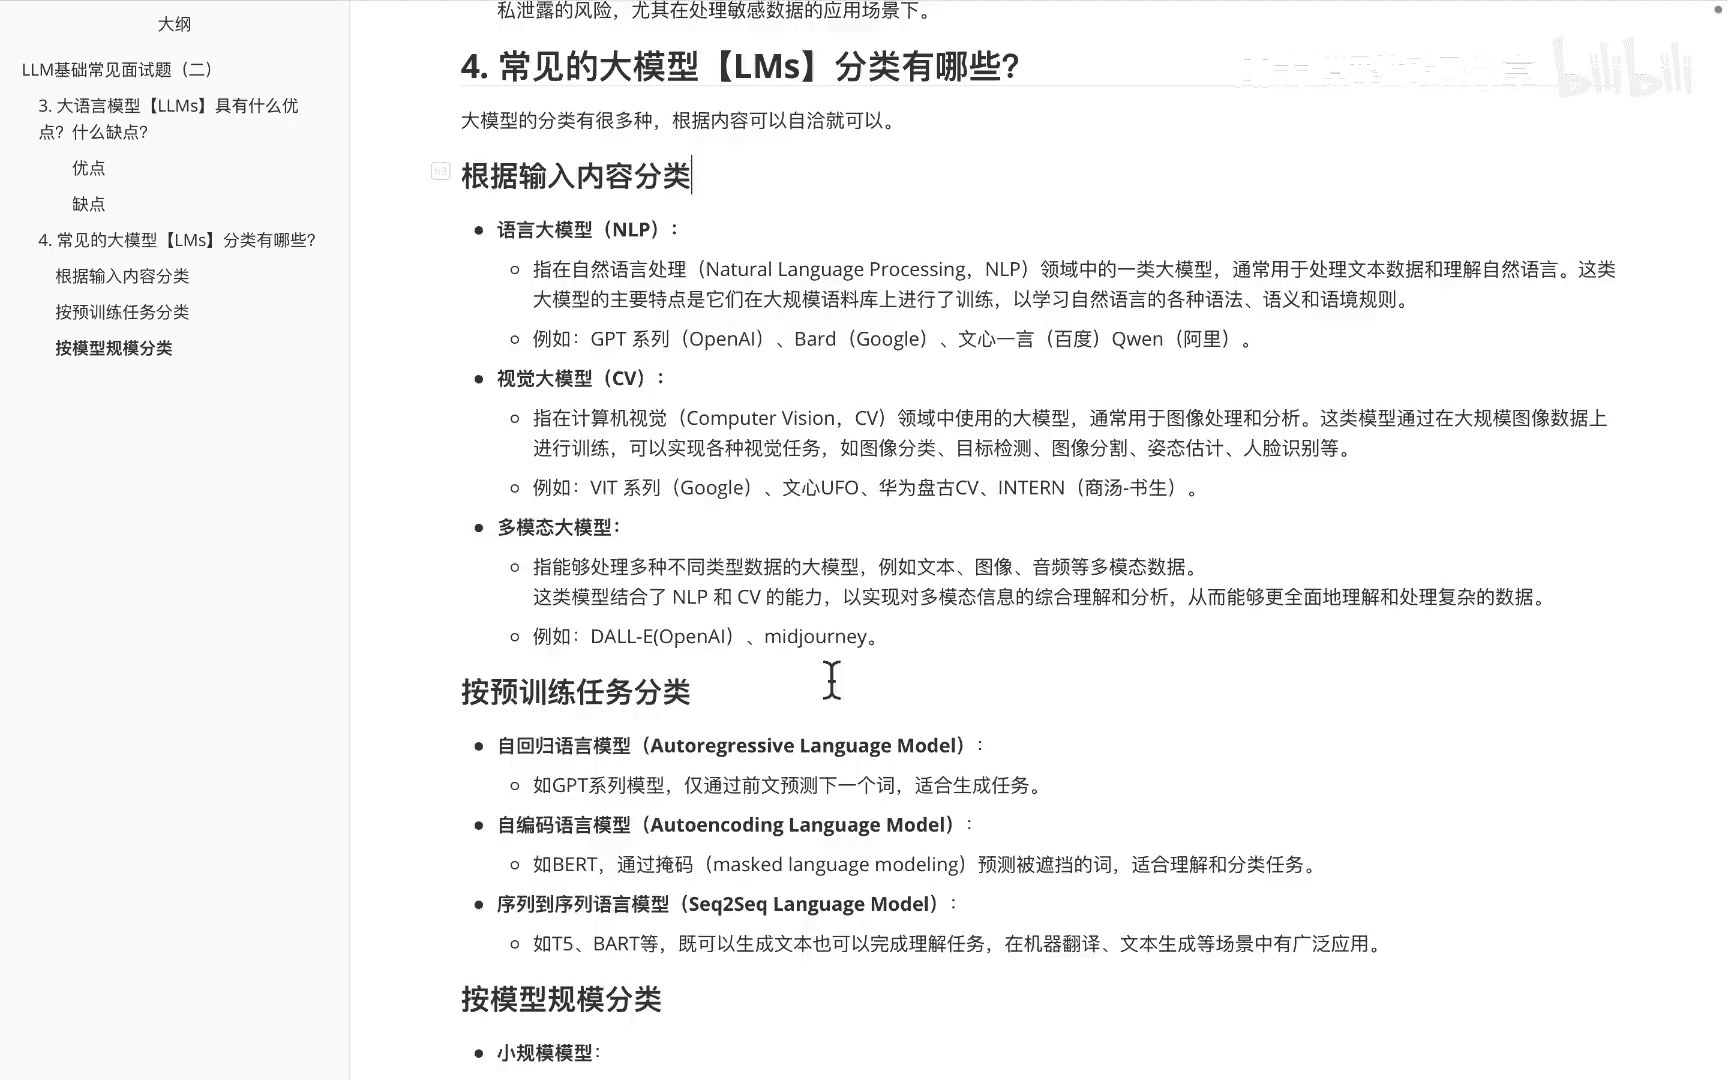 大纲
LLM基础常见面试题（二）
3. 大语言模型【LLMs】具有什么优
点？什么缺点？
优点
缺点
4. 常见的大模型【LMs】分类有哪些？
根据输入内容分类
按预训练任务分类
按模型规模分类
私泄露的风险，尤其在处理敏感数据的应用场景下。
4. 常见的大模型【LMs】分类有哪些？
bilibili
大模型的分类有很多种，根据内容可以自洽就可以。
h3
根据输入内容分类
语言大模型（NLP）：
指在自然语言处理（Natural Language Processing，NLP）领域中的一类大模型，通常用于处理文本数据和理解自然语言。这类
大模型的主要特点是它们在大规模语料库上进行了训练，以学习自然语言的各种语法、语义和语境规则。
例如：GPT 系列（OpenAI）、Bard（Google）、文心一言（百度）Qwen（阿里）。
视觉大模型（CV）：
指在计算机视觉（Computer Vision，CV）领域中使用的大模型，通常用于图像处理和分析。这类模型通过在大规模图像数据上
进行训练，可以实现各种视觉任务，如图像分类、目标检测、图像分割、姿态估计、人脸识别等。
例如：VIT 系列（Google）、文心UFO、华为盘古CV、INTERN（商汤-书生）。
多模态大模型：
指能够处理多种不同类型数据的大模型，例如文本、图像、音频等多模态数据。
这类模型结合了 NLP 和 CV 的能力，以实现对多模态信息的综合理解和分析，从而能够更全面地理解和处理复杂的数据。
例如：DALL-E(OpenAI）、midjourney。
按预训练任务分类
自回归语言模型（Autoregressive Language Model）：
如GPT系列模型，仅通过前文预测下一个词，适合生成任务。
自编码语言模型（Autoencoding Language Model）：
如BERT，通过掩码（masked language modeling）预测被遮挡的词，适合理解和分类任务。
序列到序列语言模型（Seq2Seq Language Model）：
如T5、BART等，既可以生成文本也可以完成理解任务，在机器翻译、文本生成等场景中有广泛应用。
按模型规模分类
小规模模型：